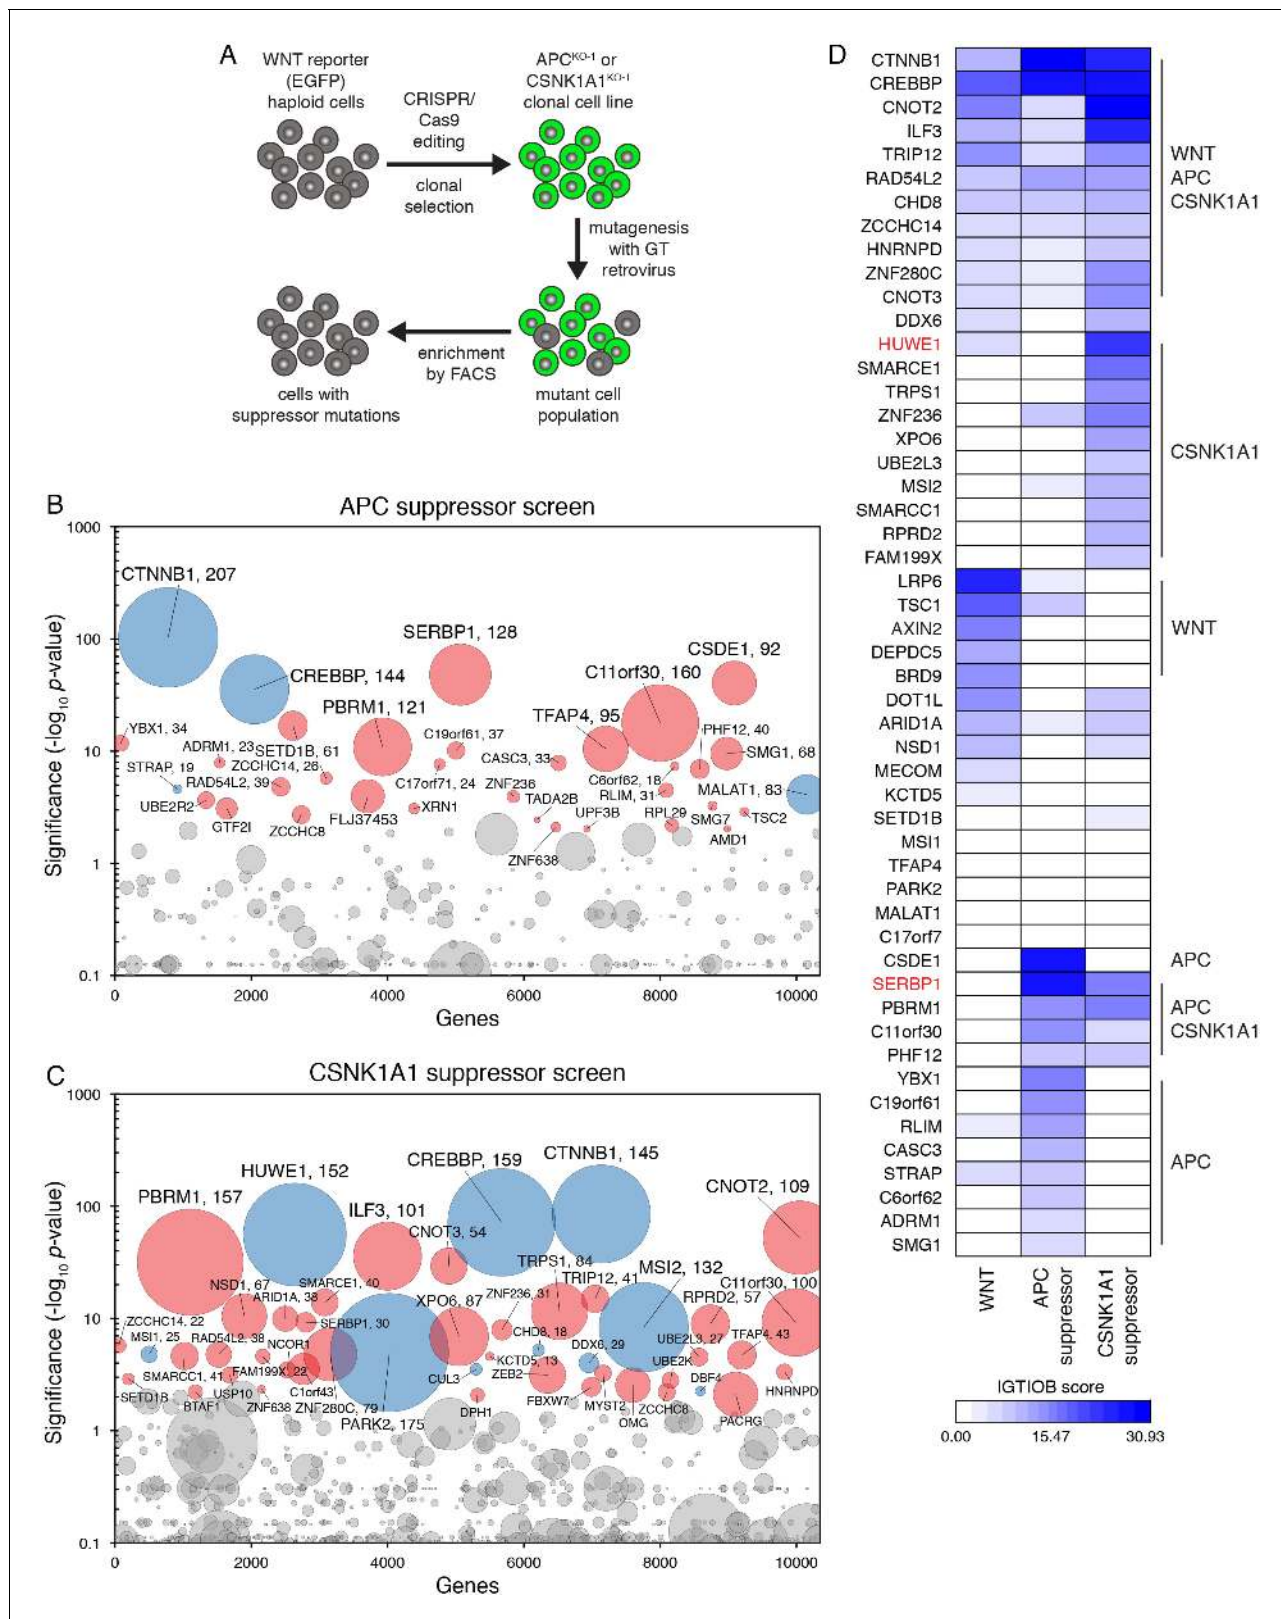 A
WNT reporter
(EGFP)
haploid cells
CRISPR/
Cas9
editing
clonal
selection
APCKO-1 or
CSNK1A1KO-1
clonal cell line
mutagenesis
with GT
retrovirus
enrichment
by FACS
cells with
suppressor mutations
mutant cell
population
B
APC suppressor screen
Significance (-log10 p-value)
1000
100
10
1
0.1
CTNNB1, 207
CREBBP, 144
SERBP1, 128
CSDE1, 92
C11orf30, 160
PBRM1, 121
TFAP4, 95
YBX1, 34
ADRM1, 23
SETD1B, 61
C19orf61, 37
CASC3, 33
PHF12, 40
SMG1, 68
STRAP, 19
ZCCHC14, 26
RAD54L2, 39
C17orf71, 24
ZNF236
C6orf62, 18
RLIM, 31
MALAT1, 83
UBE2R2
GTF2I
ZCCHC8
FLJ37453
XRN1
TADA2B
UPF3B
RPL29
SMG7
TSC2
ZNF638
AMD1
0
2000
4000
6000
8000
10000
Genes
C
CSNK1A1 suppressor screen
Significance (-log10 p-value)
1000
100
10
1
0.1
PBRM1, 157
HUWE1, 152
ILF3, 101
CREBBP, 159
CTNNB1, 145
CNOT2, 109
CNOT3, 54
TRPS1, 84
MSI2, 132
NSD1, 67
SMARCE1, 40
TRIP12, 41
C11orf30, 100
ARID1A, 38
XPO6, 87
ZNF236, 31
RPRD2, 57
ZCCHC14, 22
SERBP1, 30
CHD8, 18
MSI1, 25
RAD54L2, 38
NCOR1
DDX6, 29
UBE2L3, 27
TFAP4, 43
KCTD5, 13
SMARCC1, 41
FAM199X, 22
CUL3
ZEB2
UBE2K
SETD1B
USP10
C1orf43
FBXW7
DBF4
HNRNPD
BTAF1
ZNF638
ZNF280C, 79
PARK2, 175
DPH1
MYST2
OMG
ZCCHC8
PACRG
0
2000
4000
6000
8000
10000
Genes
D
CTNNB1
CREBBP
CNOT2
ILF3
TRIP12
RAD54L2
CHD8
ZCCHC14
HNRNPD
ZNF280C
CNOT3
DDX6
HUWE1
SMARCE1
TRPS1
ZNF236
XPO6
UBE2L3
MSI2
SMARCC1
RPRD2
FAM199X
LRP6
TSC1
AXIN2
DEPDC5
BRD9
DOT1L
ARID1A
NSD1
MECOM
KCTD5
SETD1B
MSI1
TFAP4
PARK2
MALAT1
C17orf7
CSDE1
SERBP1
PBRM1
C11orf30
PHF12
YBX1
C19orf61
RLIM
CASC3
STRAP
C6orf62
ADRM1
SMG1
WNT
APC
CSNK1A1
CSNK1A1
WNT
APC
APC
CSNK1A1
APC
WNT
APC
suppressor
CSNK1A1
suppressor
IGTIOB score
0.00
15.47
30.93